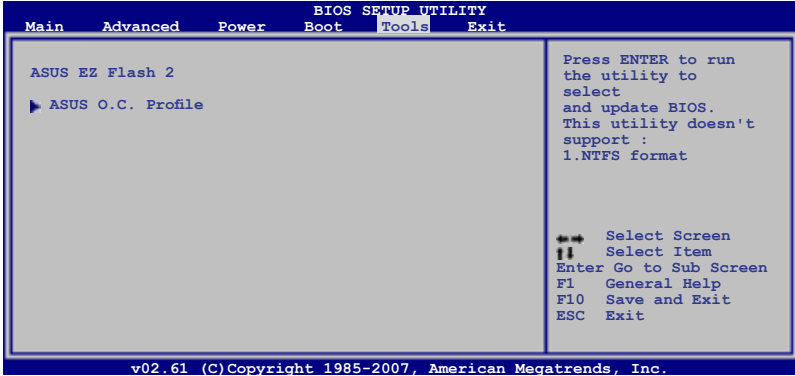 BIOS SETUP UTILITY
Main Advanced Power Boot Tools Exit
ASUS EZ Flash 2
ASUS O.C. Profile
Press ENTER to run
the utility to
select
and update BIOS.
This utility doesn't
support :
1.NTFS format
Select Screen
Select Item
Enter Go to Sub Screen
F1 General Help
F10 Save and Exit
ESC Exit
v02.61 (C)Copyright 1985-2007, American Megatrends, Inc.